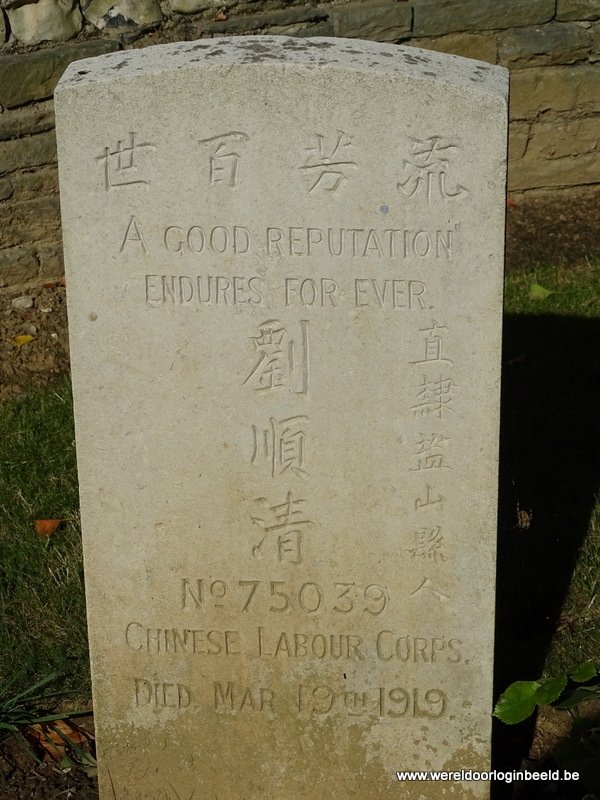 流芳百世
A GOOD REPUTATION
ENDURES FOR EVER.
直隸盐山縣人
劉順清
No 75039
CHINESE LABOUR CORPS.
DIED MAR 19TH 1919.
www.wereldoorloginbeeld.be